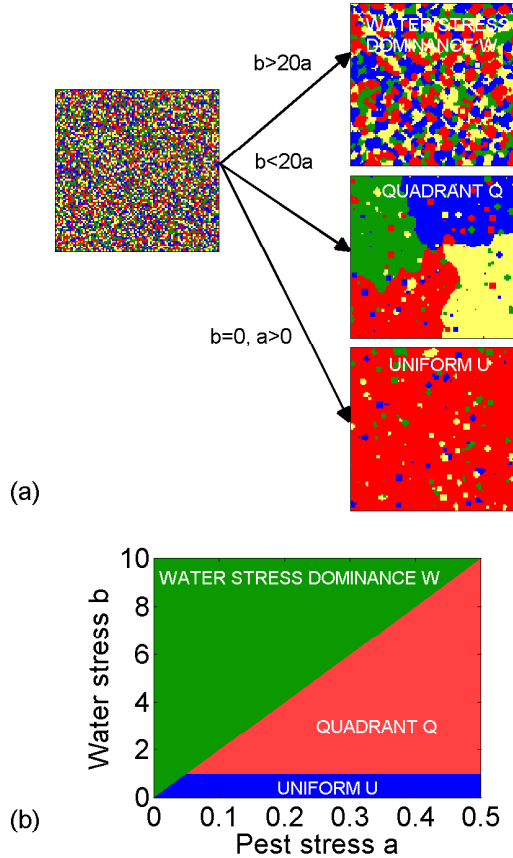 WATER STRESS
DOMINANCE W
b>20a
b<20a
QUADRANT Q
b=0, a>0
UNIFORM U
(a)
10
WATER STRESS DOMINANCE W
8
6
4
QUADRANT Q
2
UNIFORM U
0
Water stress b
0 0.1 0.2 0.3 0.4 0.5
Pest stress a
(b)